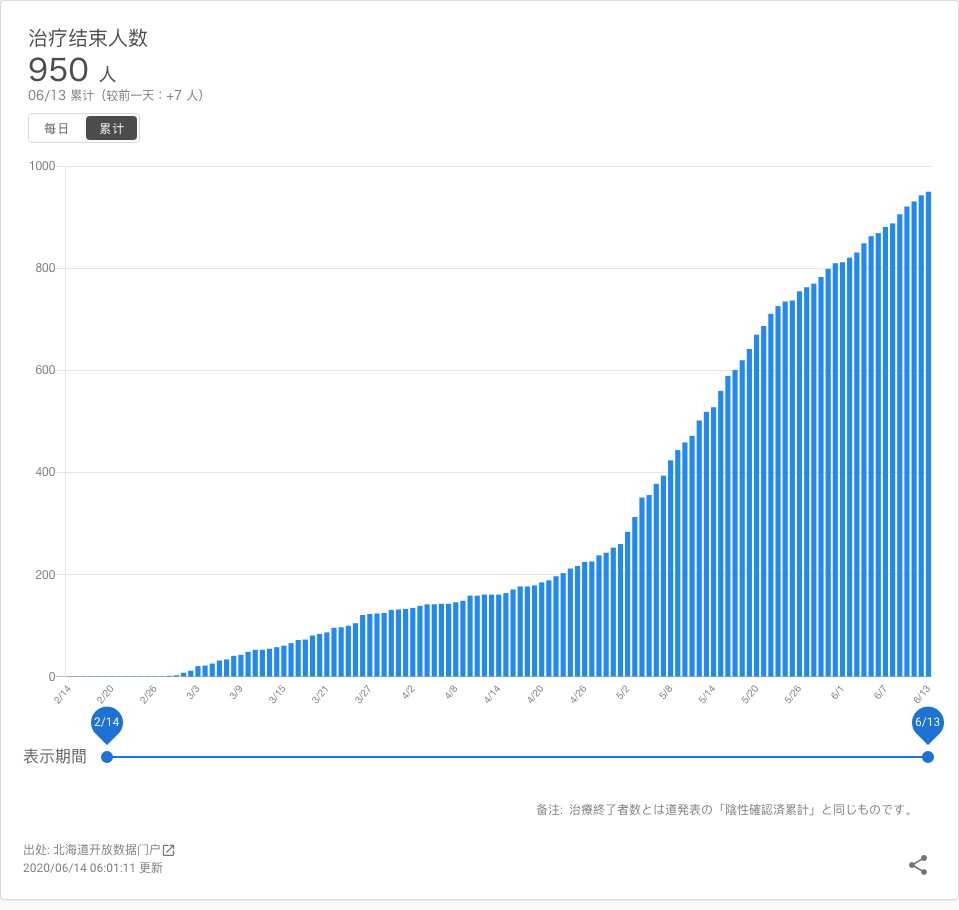 治疗结束人数
950 人
06/13 累计（较前一天：+7 人）
每日 累计
1000
800
600
400
200
0
2/14 2/20 2/26 3/3 3/9 3/15 3/21 3/27 4/2 4/8 4/14 4/20 4/26 5/2 5/8 5/14 5/20 5/26 6/1 6/7 6/13
2/14 6/13
表示期間
备注: 治療終了者数とは道発表の「陰性確認済累計」と同じものです。
出处: 北海道开放数据门户
2020/06/14 06:01:11 更新